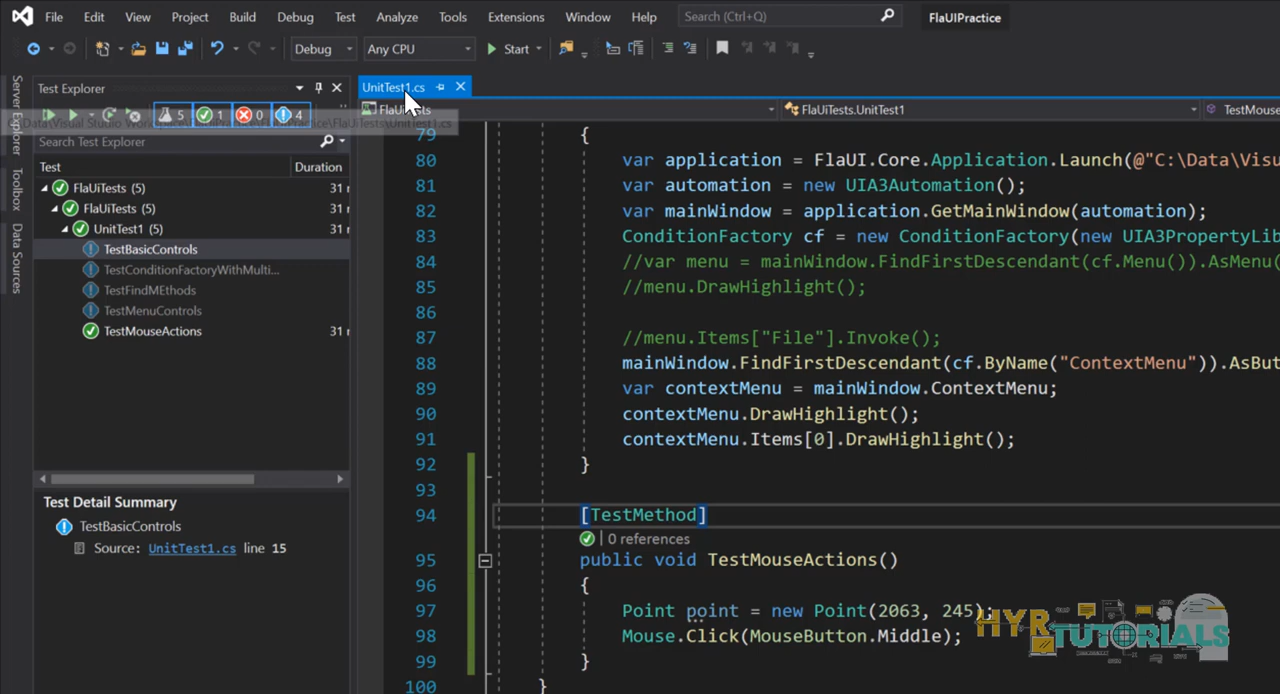 File Edit View Project Build Debug Test Analyze Tools Extensions Window Help Search (Ctrl+Q) FlaUIPractice
Debug Any CPU Start
Server Explorer
Toolbox
Data Sources
Test Explorer
5 1 0 4
Search Test Explorer
Test Duration
FlaUiTests (5) 31
FlaUiTests (5) 31
UnitTest1 (5) 31
TestBasicControls
TestConditionFactoryWithMulti...
TestFindMEthods
TestMenuControls
TestMouseActions 31
Test Detail Summary
TestBasicControls
Source: UnitTest1.cs line 15
UnitTest1.cs
FlaUiTests FlaUiTests.UnitTest1 TestMouse
79 {
80 var application = FlaUI.Core.Application.Launch(@"C:\Data\Visu
81 var automation = new UIA3Automation();
82 var mainWindow = application.GetMainWindow(automation);
83 ConditionFactory cf = new ConditionFactory(new UIA3PropertyLib
84 //var menu = mainWindow.FindFirstDescendant(cf.Menu()).AsMenu(
85 //menu.DrawHighlight();
86
87 //menu.Items["File"].Invoke();
88 mainWindow.FindFirstDescendant(cf.ByName("ContextMenu")).AsBut
89 var contextMenu = mainWindow.ContextMenu;
90 contextMenu.DrawHighlight();
91 contextMenu.Items[0].DrawHighlight();
92 }
93
94 [TestMethod]
0 references
95 public void TestMouseActions()
96 {
97 Point point = new Point(2063, 245);
98 Mouse.Click(MouseButton.Middle);
99 }
100 }
HYR TUTORIALS